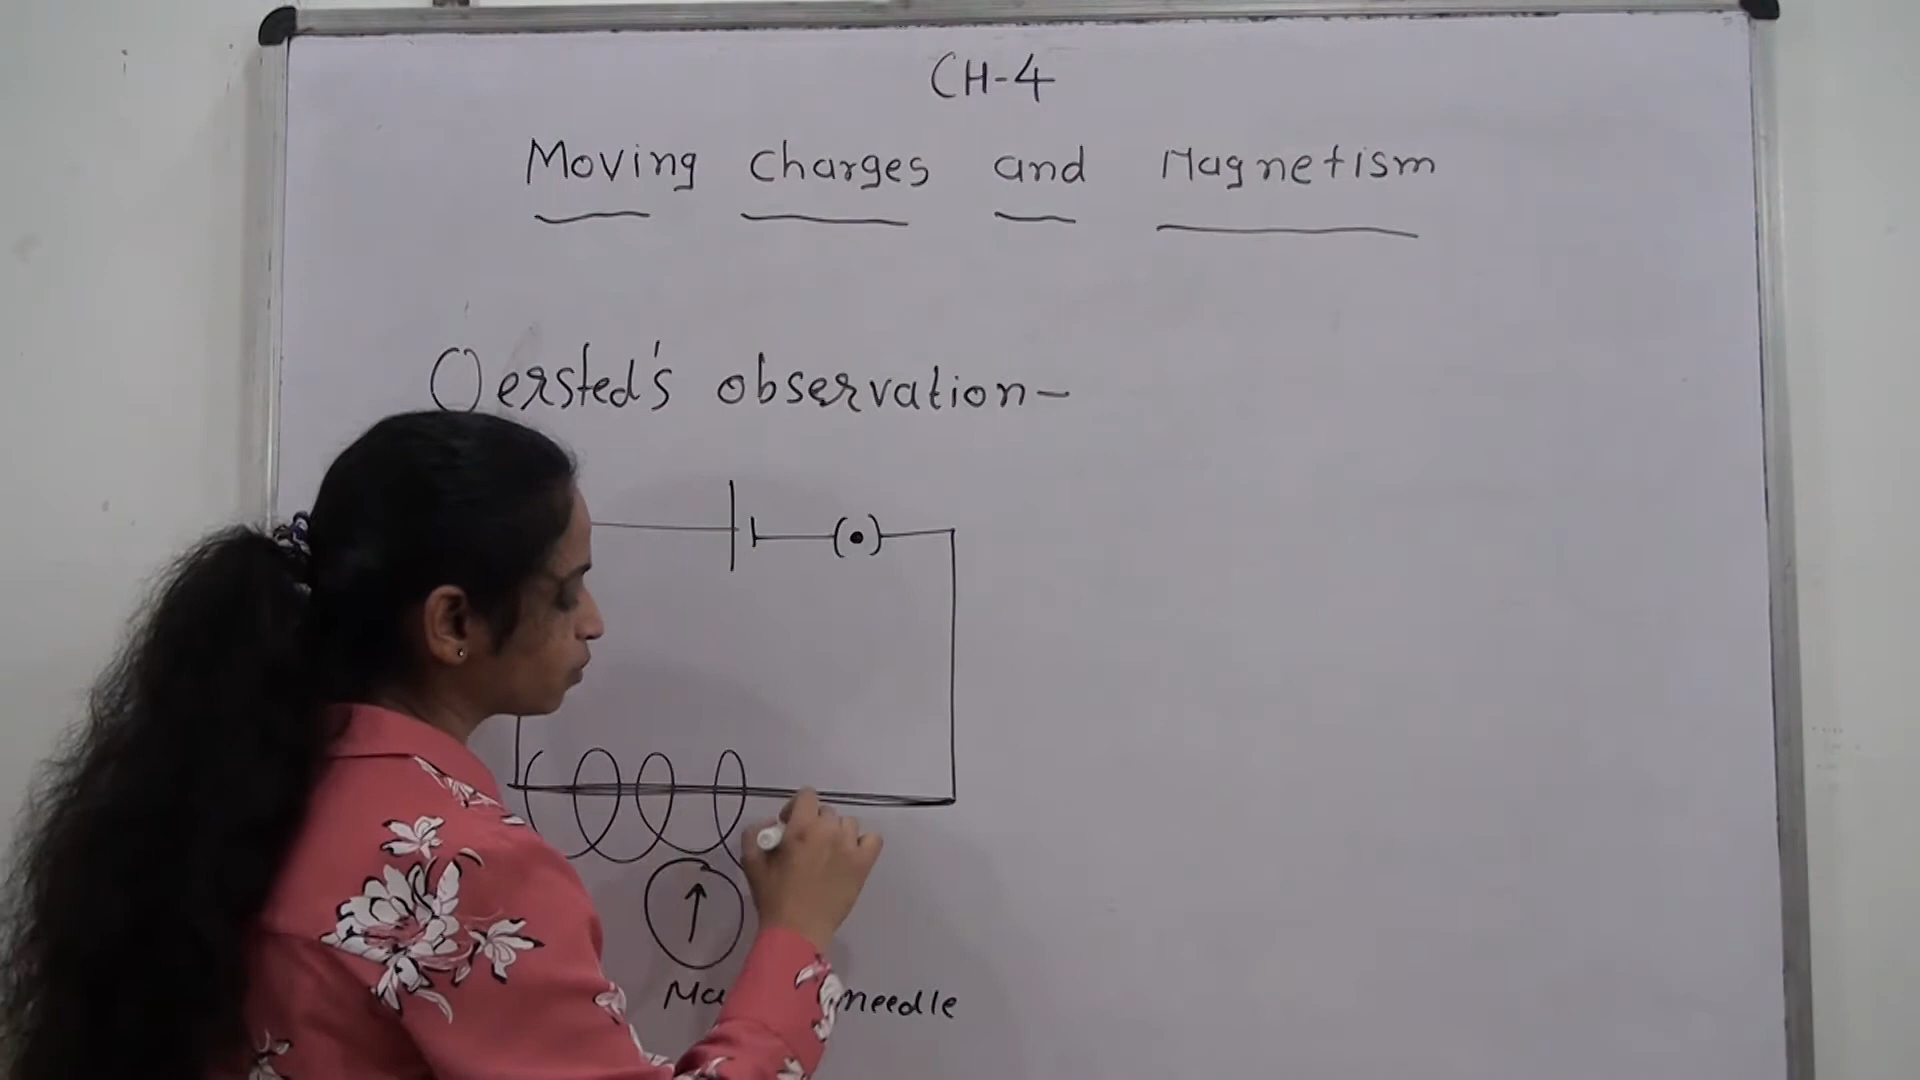 CH-4
Moving charges and Magnetism
Oersted's observation-
needle